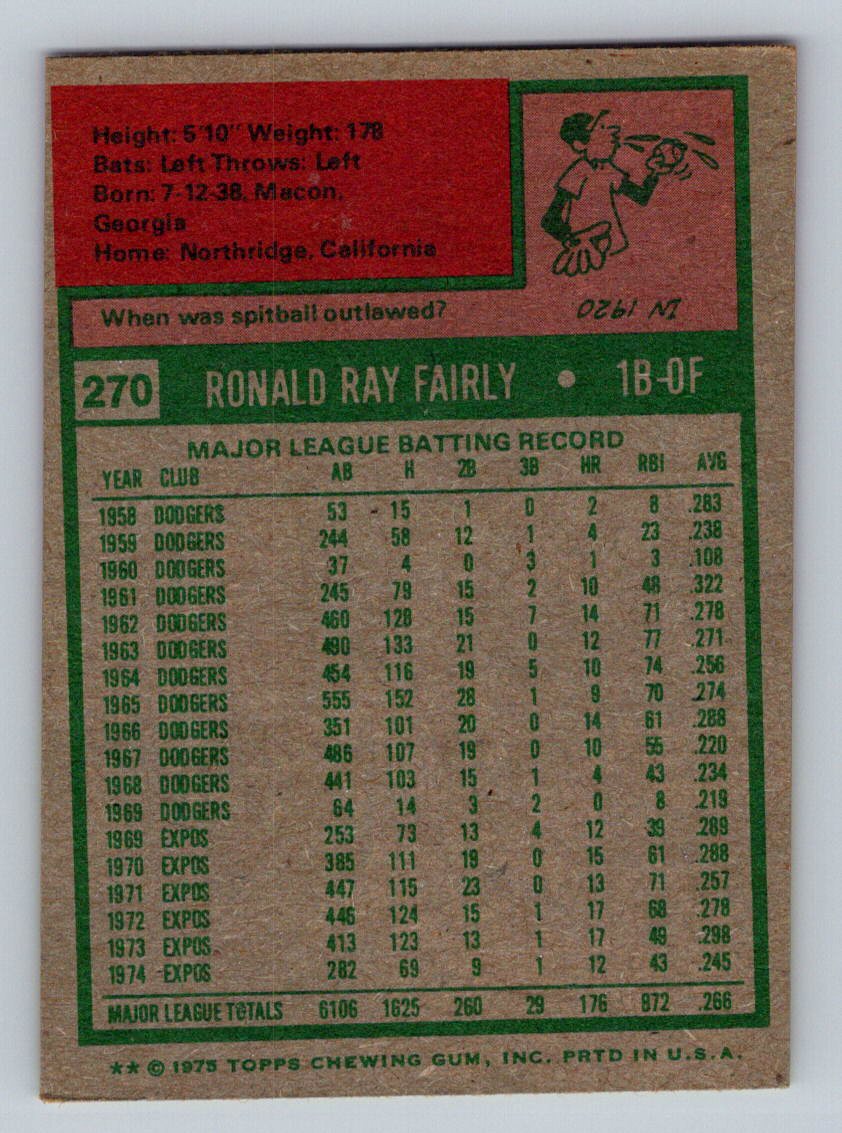 Height: 5'10" Weight: 178
Bats: Left Throws: Left
Born: 7-12-38, Macon,
Georgia
Home: Northridge, California
When was spitball outlawed?
IN 1920
270 RONALD RAY FAIRLY • 1B-OF
MAJOR LEAGUE BATTING RECORD
YEAR CLUB AB H 2B 3B HR RBI AVG
1958 DODGERS 53 15 1 0 2 8 .283
1959 DODGERS 244 58 12 1 4 23 .238
1960 DODGERS 37 4 0 3 1 3 .108
1961 DODGERS 245 79 15 2 10 48 .322
1962 DODGERS 460 128 15 7 14 71 .278
1963 DODGERS 490 133 21 0 12 77 .271
1964 DODGERS 454 116 19 5 10 74 .256
1965 DODGERS 555 152 28 1 9 70 .274
1966 DODGERS 351 101 20 0 14 61 .288
1967 DODGERS 486 107 19 0 10 55 .220
1968 DODGERS 441 103 15 1 4 43 .234
1969 DODGERS 64 14 3 2 0 8 .219
1969 EXPOS 253 73 13 4 12 39 .289
1970 EXPOS 385 111 19 0 15 61 .288
1971 EXPOS 447 115 23 0 13 71 .257
1972 EXPOS 446 124 15 1 17 68 .278
1973 EXPOS 413 123 13 1 17 49 .298
1974 EXPOS 282 69 9 1 12 43 .245
MAJOR LEAGUE TOTALS 6106 1625 260 29 176 872 .266
** © 1975 TOPPS CHEWING GUM, INC. PRTD IN U.S.A.